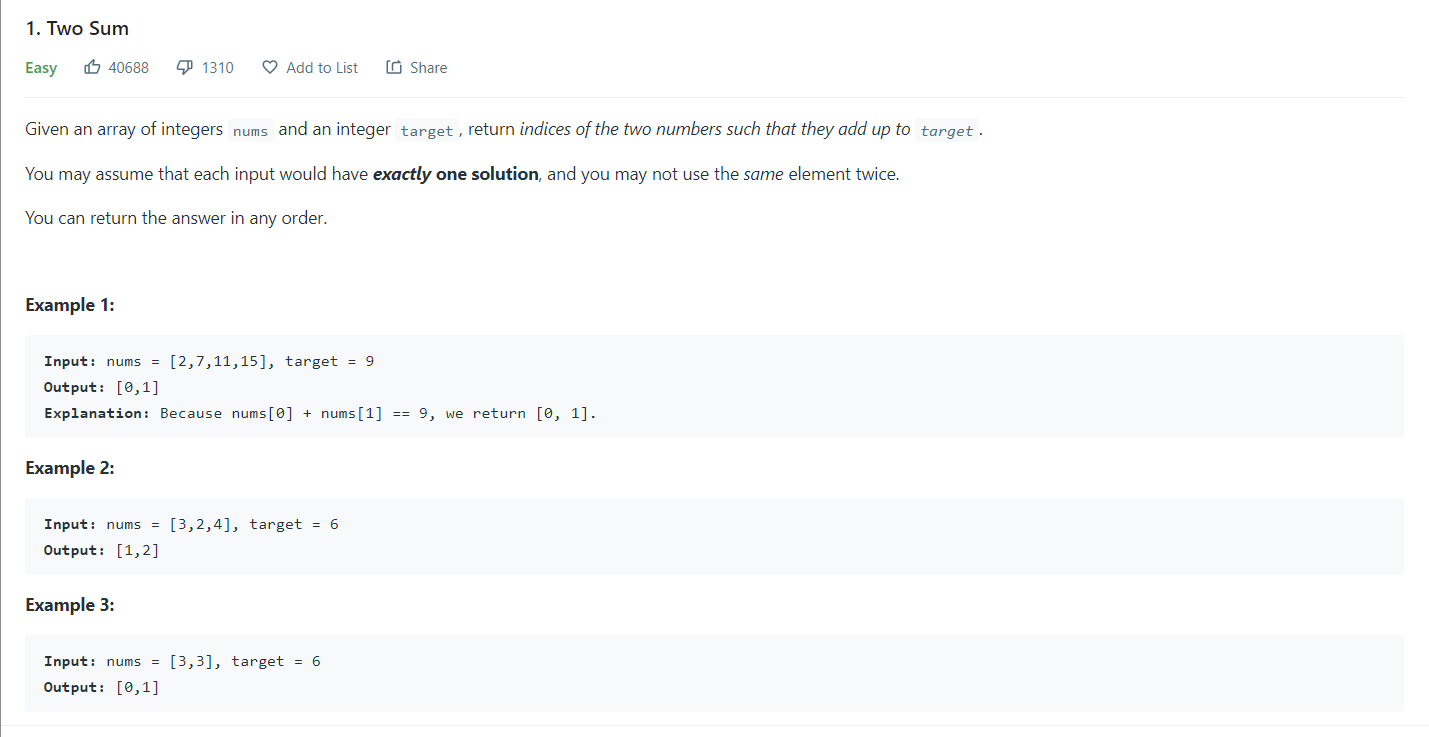 1. Two Sum
Easy 40688 1310 Add to List Share
Given an array of integers nums and an integer target, return indices of the two numbers such that they add up to target.
You may assume that each input would have exactly one solution, and you may not use the same element twice.
You can return the answer in any order.
Example 1:
Input: nums = [2,7,11,15], target = 9
Output: [0,1]
Explanation: Because nums[0] + nums[1] == 9, we return [0, 1].
Example 2:
Input: nums = [3,2,4], target = 6
Output: [1,2]
Example 3:
Input: nums = [3,3], target = 6
Output: [0,1]